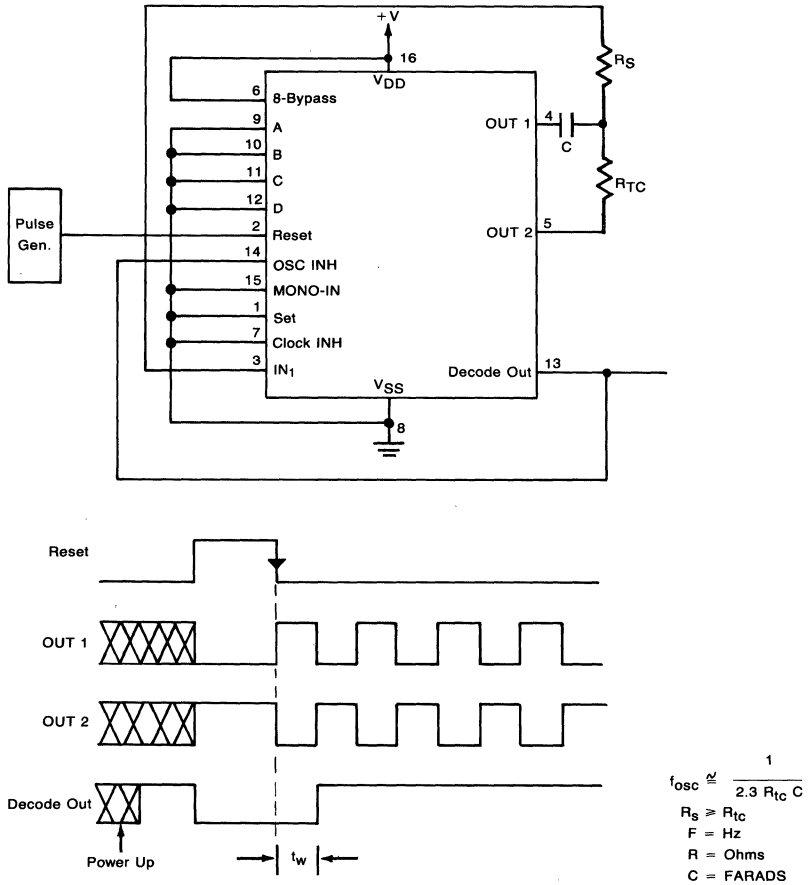 +V
16
VDD
RS
6
8-Bypass
9
A
OUT 1
4
C
10
B
11
C
RTC
12
D
Pulse
Gen.
2
Reset
OUT 2
5
14
OSC INH
15
MONO-IN
1
Set
7
Clock INH
3
IN1
Decode Out
13
VSS
8
Reset
OUT 1
OUT 2
Decode Out
Power Up
tw
fosc ≅ 1 / 2.3 Rtc C
Rs ≥ Rtc
F = Hz
R = Ohms
C = FARADS